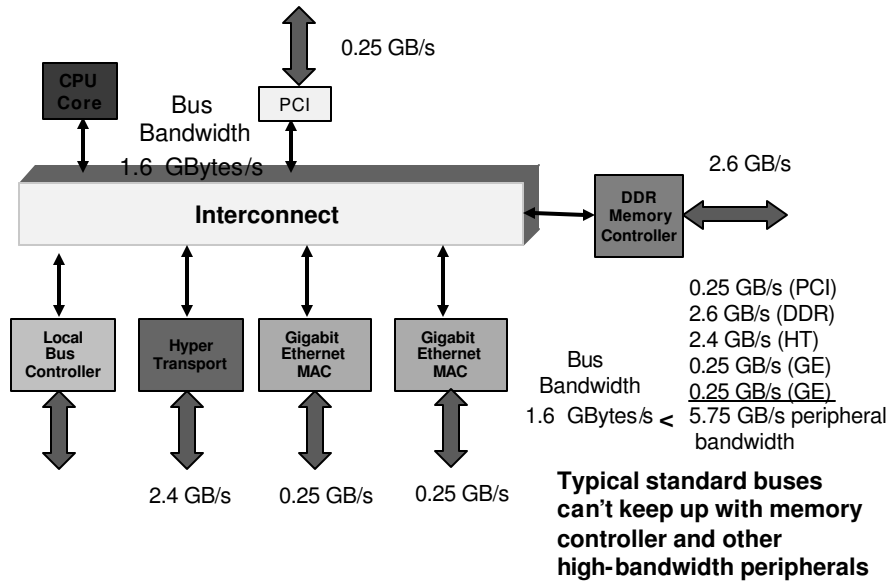 0.25 GB/s
CPU
Core
PCI
Bus
Bandwidth
1.6 GBytes/s
2.6 GB/s
Interconnect
DDR
Memory
Controller
Local
Bus
Controller
Hyper
Transport
Gigabit
Ethernet
MAC
Gigabit
Ethernet
MAC
2.4 GB/s
0.25 GB/s
0.25 GB/s
0.25 GB/s (PCI)
2.6 GB/s (DDR)
2.4 GB/s (HT)
0.25 GB/s (GE)
0.25 GB/s (GE)
Bus
Bandwidth
1.6 GBytes/s < 5.75 GB/s peripheral
bandwidth
Typical standard buses
can’t keep up with memory
controller and other
high-bandwidth peripherals